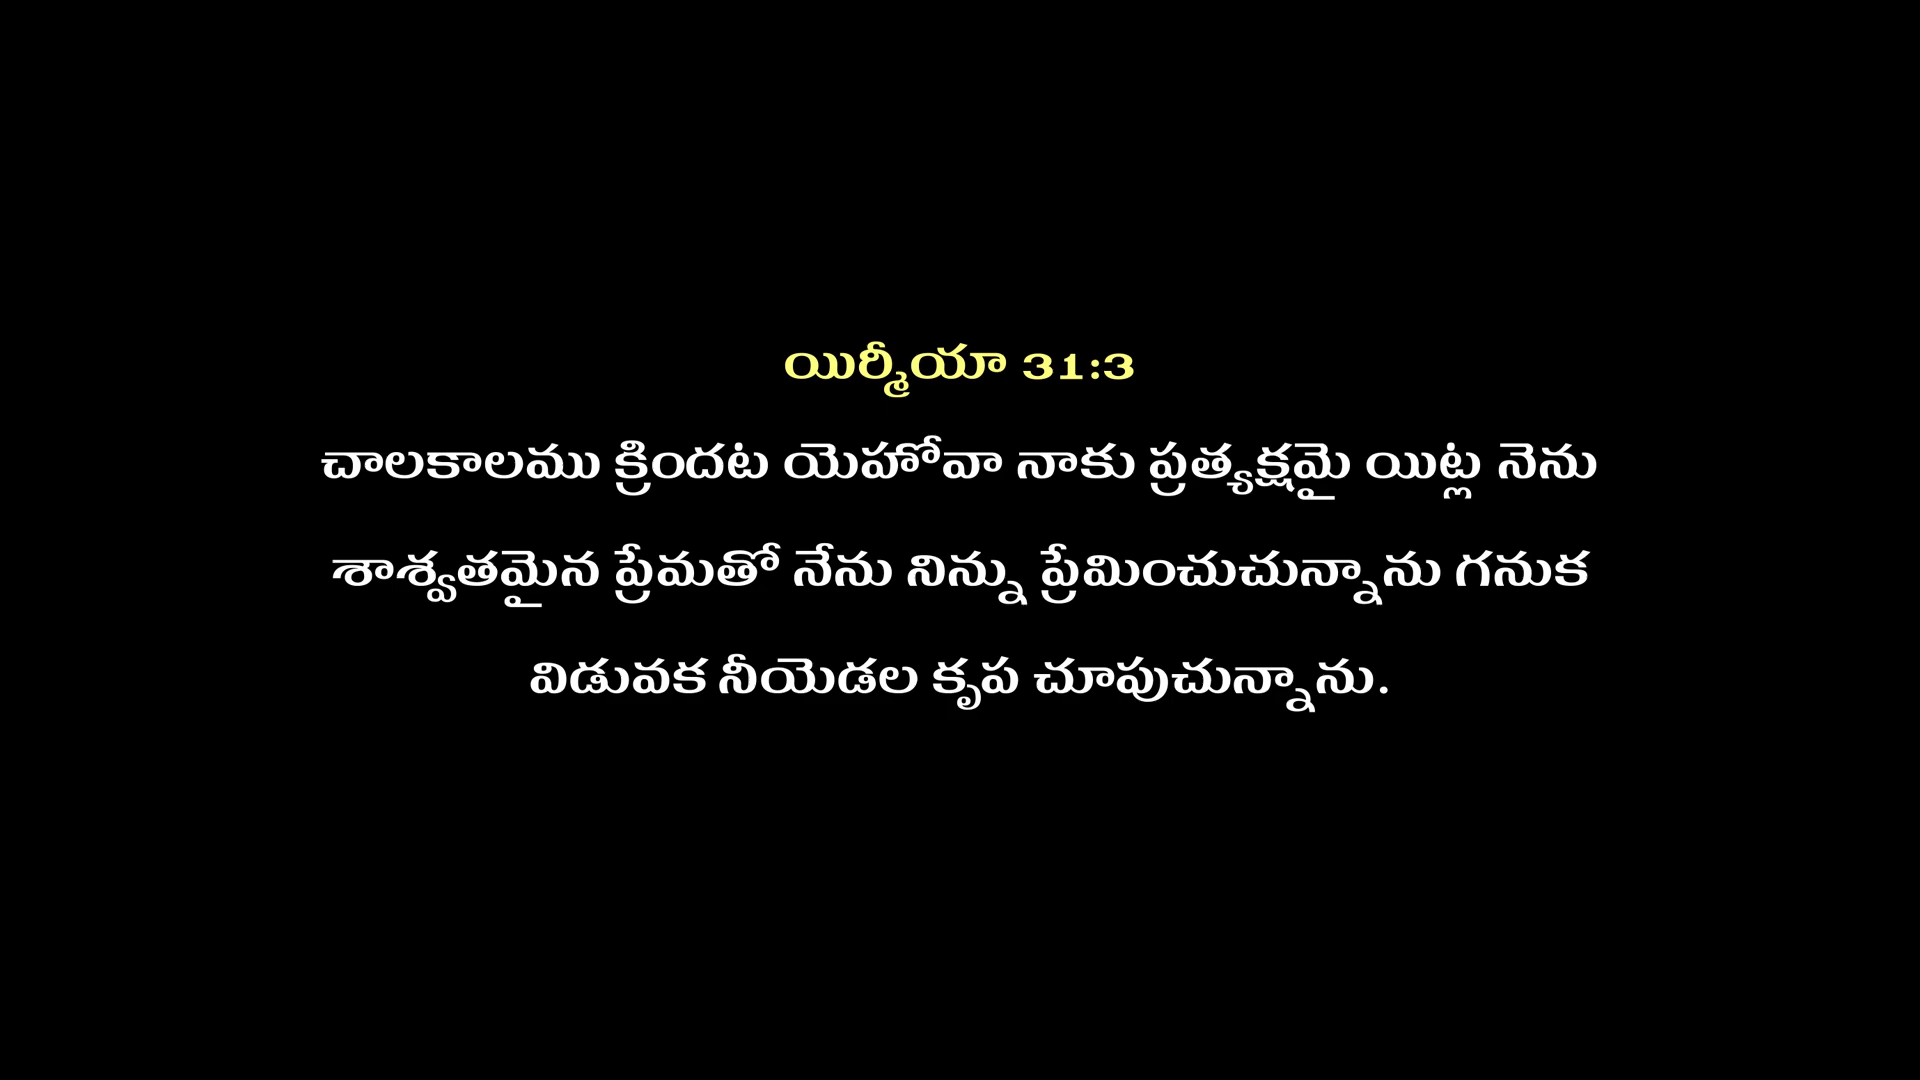 యిర్మీయా 31:3
చాలకాలము క్రిందట యెహోవా నాకు ప్రత్యక్షమై యిట్ల నెను
శాశ్వతమైన ప్రేమతో నేను నిన్ను ప్రేమించుచున్నాను గనుక
విడువక నీయెడల కృప చూపుచున్నాను.